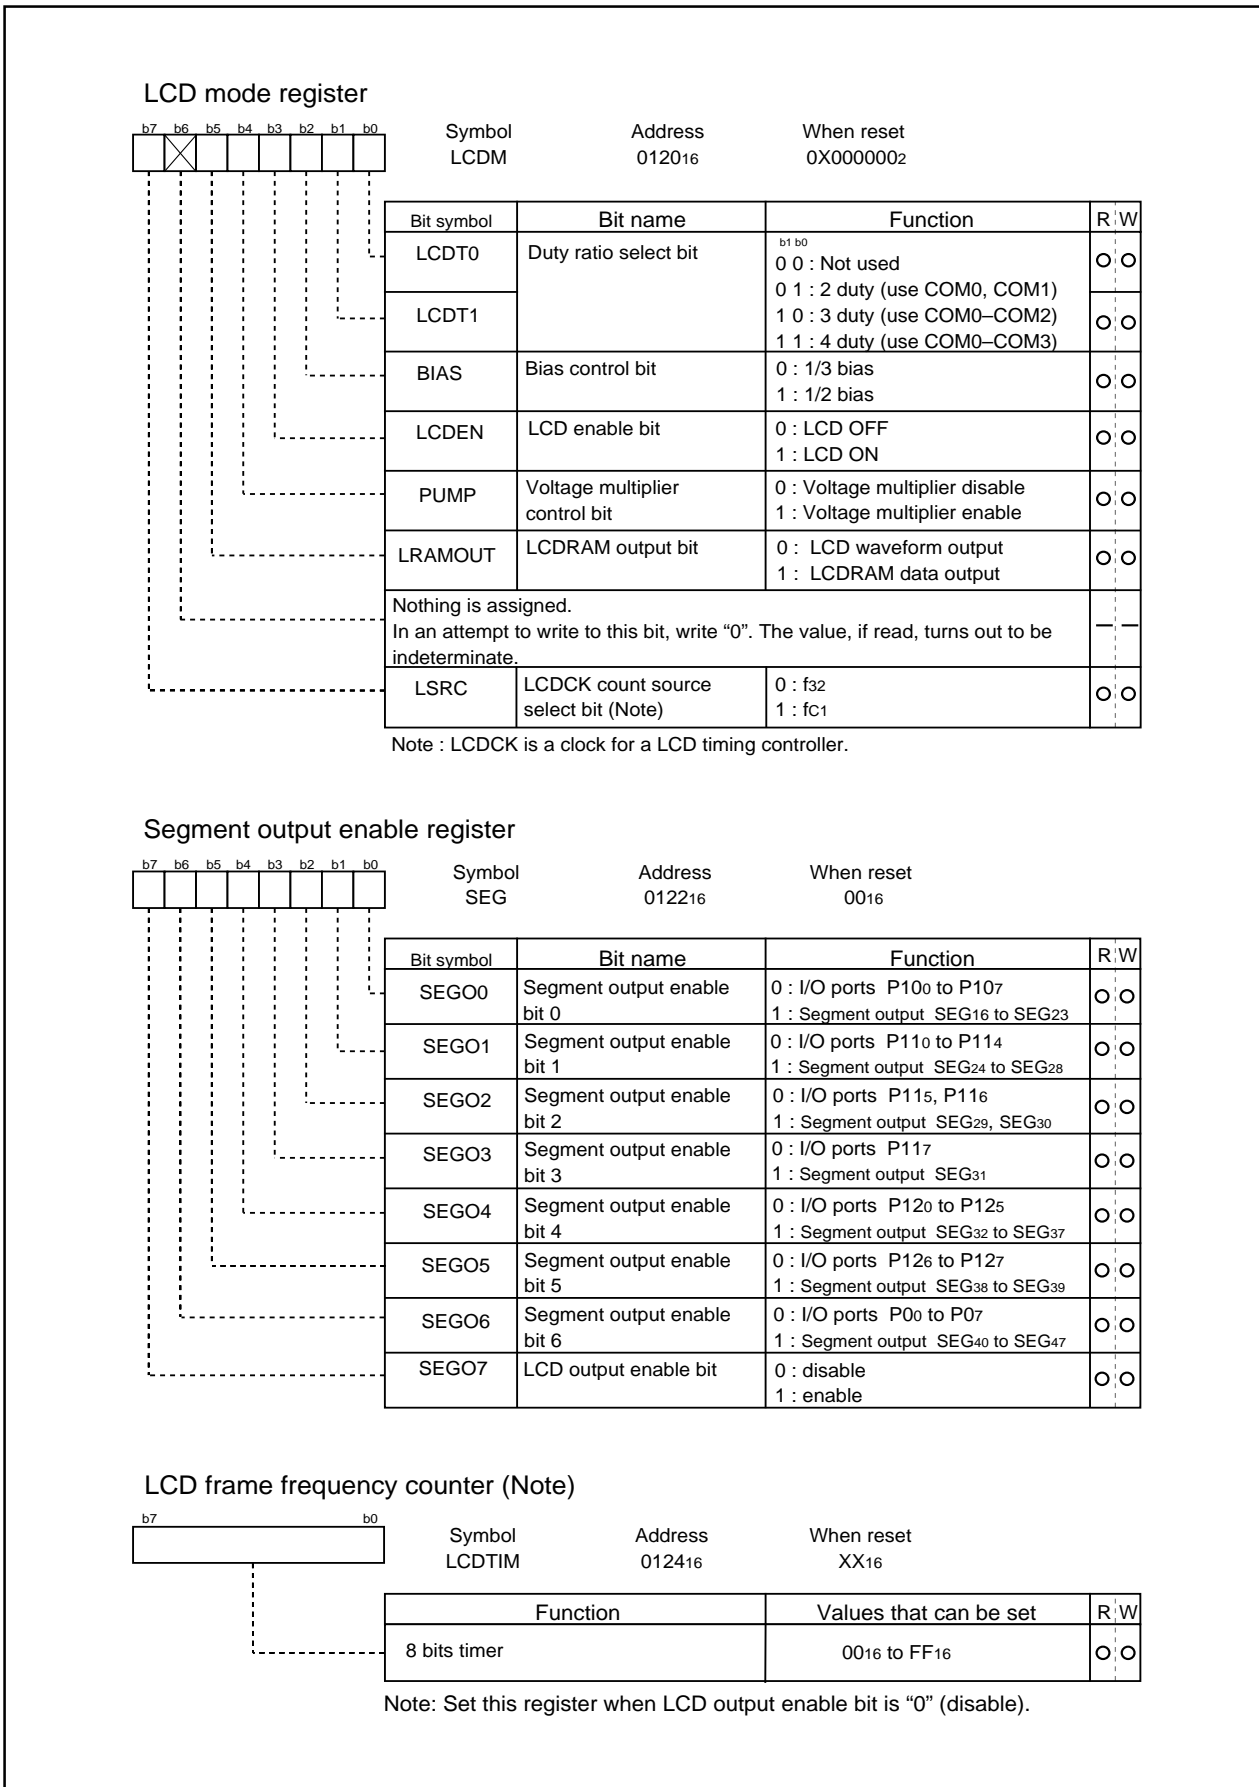 LCD mode register
b7 b6 b5 b4 b3 b2 b1 b0
Symbol Address When reset
LCDM 012016 0X0000002
Bit symbol Bit name Function R W
LCDT0 Duty ratio select bit b1 b0
0 0 : Not used
0 1 : 2 duty (use COM0, COM1)
LCDT1 1 0 : 3 duty (use COM0–COM2)
1 1 : 4 duty (use COM0–COM3)
BIAS Bias control bit 0 : 1/3 bias
1 : 1/2 bias
LCDEN LCD enable bit 0 : LCD OFF
1 : LCD ON
PUMP Voltage multiplier 0 : Voltage multiplier disable
control bit 1 : Voltage multiplier enable
LRAMOUT LCDRAM output bit 0 : LCD waveform output
1 : LCDRAM data output
Nothing is assigned.
In an attempt to write to this bit, write “0”. The value, if read, turns out to be
indeterminate.
LSRC LCDCK count source 0 : f32
select bit (Note) 1 : fC1
Note : LCDCK is a clock for a LCD timing controller.
Segment output enable register
b7 b6 b5 b4 b3 b2 b1 b0
Symbol Address When reset
SEG 012216 0016
Bit symbol Bit name Function R W
SEGO0 Segment output enable 0 : I/O ports P100 to P107
bit 0 1 : Segment output SEG16 to SEG23
SEGO1 Segment output enable 0 : I/O ports P110 to P114
bit 1 1 : Segment output SEG24 to SEG28
SEGO2 Segment output enable 0 : I/O ports P115, P116
bit 2 1 : Segment output SEG29, SEG30
SEGO3 Segment output enable 0 : I/O ports P117
bit 3 1 : Segment output SEG31
SEGO4 Segment output enable 0 : I/O ports P120 to P125
bit 4 1 : Segment output SEG32 to SEG37
SEGO5 Segment output enable 0 : I/O ports P126 to P127
bit 5 1 : Segment output SEG38 to SEG39
SEGO6 Segment output enable 0 : I/O ports P00 to P07
bit 6 1 : Segment output SEG40 to SEG47
SEGO7 LCD output enable bit 0 : disable
1 : enable
LCD frame frequency counter (Note)
b7 b0
Symbol Address When reset
LCDTIM 012416 XX16
Function Values that can be set R W
8 bits timer 0016 to FF16
Note: Set this register when LCD output enable bit is “0” (disable).